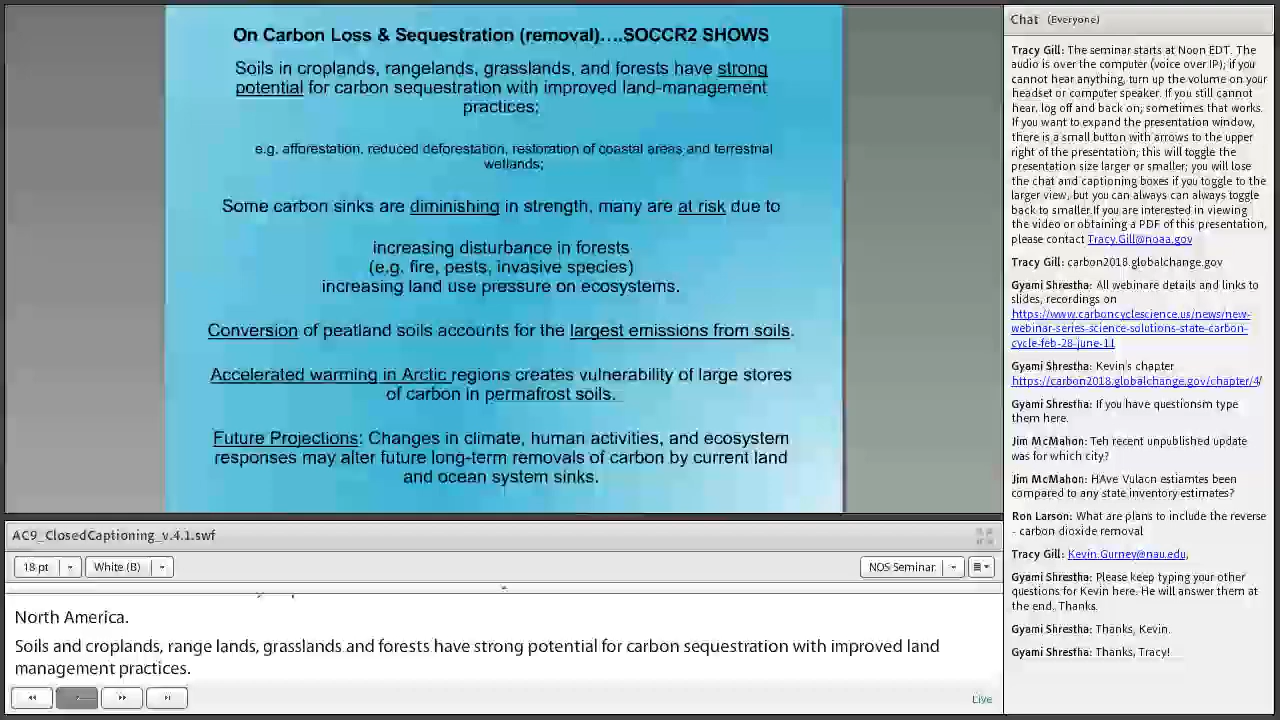 On Carbon Loss & Sequestration (removal)....SOCCR2 SHOWS
Soils in croplands, rangelands, grasslands, and forests have strong
potential for carbon sequestration with improved land-management
practices;
e.g. afforestation, reduced deforestation, restoration of coastal areas and terrestrial
wetlands;
Some carbon sinks are diminishing in strength, many are at risk due to
increasing disturbance in forests
(e.g. fire, pests, invasive species)
increasing land use pressure on ecosystems.
Conversion of peatland soils accounts for the largest emissions from soils.
Accelerated warming in Arctic regions creates vulnerability of large stores
of carbon in permafrost soils.
Future Projections: Changes in climate, human activities, and ecosystem
responses may alter future long-term removals of carbon by current land
and ocean system sinks.
AC9_ClosedCaptioning_v.4.1.swf
18 pt
White (B)
NOS Seminar
North America.
Soils and croplands, range lands, grasslands and forests have strong potential for carbon sequestration with improved land
management practices.
Live
Chat (Everyone)
Tracy Gill: The seminar starts at Noon EDT. The
audio is over the computer (voice over IP); if you
cannot hear anything, turn up the volume on your
headset or computer speaker. If you still cannot
hear, log off and back on; sometimes that works.
If you want to expand the presentation window,
there is a small button with arrows to the upper
right of the presentation; this will toggle the
presentation size larger or smaller; you will lose
the chat and captioning boxes if you toggle to the
larger view, but you can always can always toggle
back to smaller.If you are interested in viewing
the video or obtaining a PDF of this presentation,
please contact Tracy.Gill@noaa.gov
Tracy Gill: carbon2018.globalchange.gov
Gyami Shrestha: All webinare details and links to
slides, recordings on
https://www.carboncyclescience.us/news/new-
webinar-series-science-solutions-state-carbon-
cycle-feb-28-june-11
Gyami Shrestha: Kevin's chapter
https://carbon2018.globalchange.gov/chapter/4/
Gyami Shrestha: If you have questionsm type
them here.
Jim McMahon: Teh recent unpublished update
was for which city?
Jim McMahon: HAve Vulacn estiamtes been
compared to any state inventory estimates?
Ron Larson: What are plans to include the reverse
- carbon dioxide removal
Tracy Gill: Kevin.Gurney@nau.edu,
Gyami Shrestha: Please keep typing your other
questions for Kevin here. He will answer them at
the end. Thanks.
Gyami Shrestha: Thanks, Kevin.
Gyami Shrestha: Thanks, Tracy!